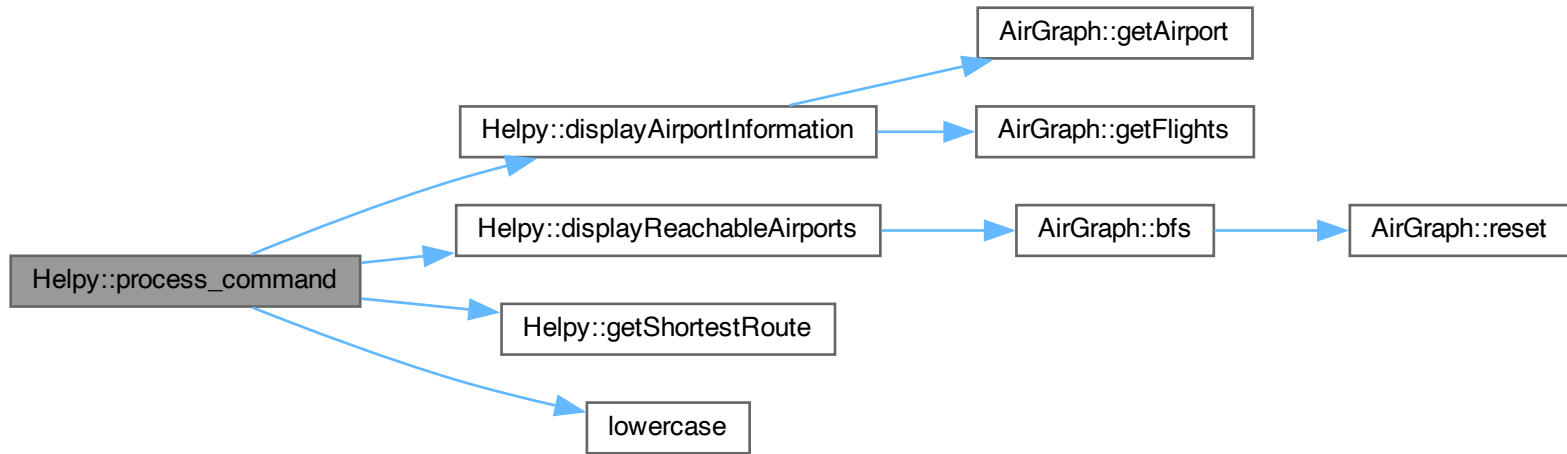 AirGraph::getAirport
Helpy::displayAirportInformation
AirGraph::getFlights
Helpy::displayReachableAirports
AirGraph::bfs
AirGraph::reset
Helpy::process_command
Helpy::getShortestRoute
lowercase